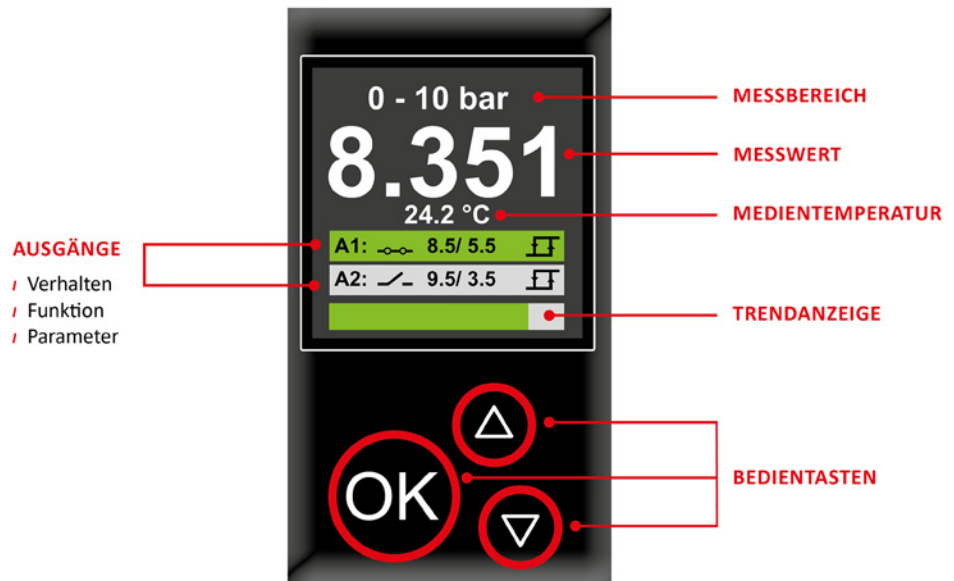 0 - 10 bar
MESSBEREICH
8.351
MESSWERT
24.2 °C
MEDIENTEMPERATUR
AUSGÄNGE
Verhalten
Funktion
Parameter
A1: 8.5/ 5.5
A2: 9.5/ 3.5
TRENDANZEIGE
OK
BEDIENTASTEN